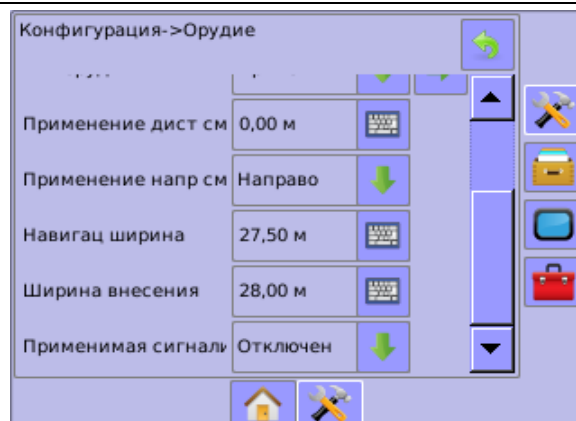 Конфигурация->Орудие
Применение дист см 0,00 м
Применение напр см Направо
Навигац ширина 27,50 м
Ширина внесения 28,00 м
Применимая сигнали Отключен